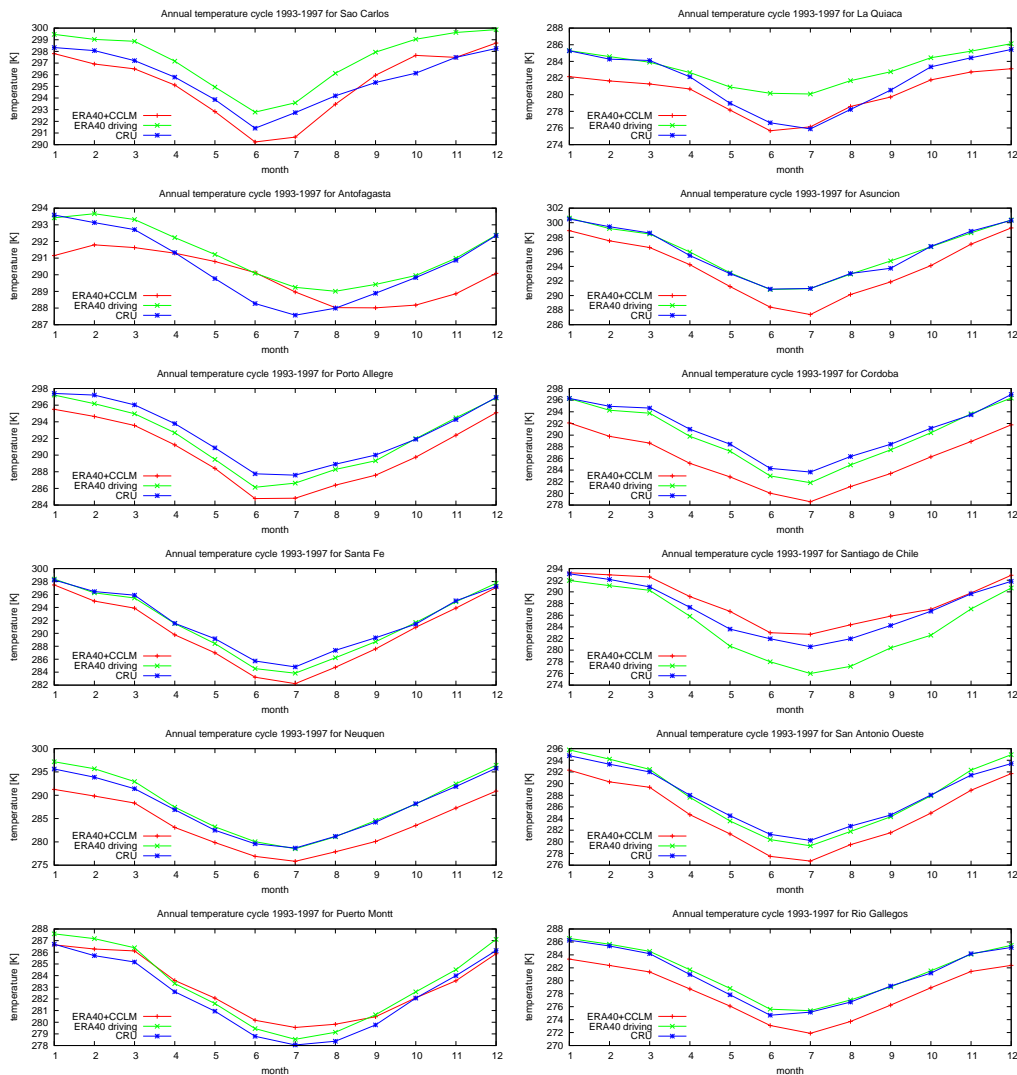 Annual temperature cycle 1993-1997 for Sao Carlos
temperature [K]
300
299
298
297
296
295
294
293
292
291
290
ERA40+CCLM
ERA40 driving
CRU
1 2 3 4 5 6 7 8 9 10 11 12
month
Annual temperature cycle 1993-1997 for La Quiaca
temperature [K]
288
286
284
282
280
278
276
274
ERA40+CCLM
ERA40 driving
CRU
1 2 3 4 5 6 7 8 9 10 11 12
month
Annual temperature cycle 1993-1997 for Antofagasta
temperature [K]
294
293
292
291
290
289
288
287
ERA40+CCLM
ERA40 driving
CRU
1 2 3 4 5 6 7 8 9 10 11 12
month
Annual temperature cycle 1993-1997 for Asuncion
temperature [K]
302
300
298
296
294
292
290
288
286
ERA40+CCLM
ERA40 driving
CRU
1 2 3 4 5 6 7 8 9 10 11 12
month
Annual temperature cycle 1993-1997 for Porto Allegre
temperature [K]
298
296
294
292
290
288
286
284
ERA40+CCLM
ERA40 driving
CRU
1 2 3 4 5 6 7 8 9 10 11 12
month
Annual temperature cycle 1993-1997 for Cordoba
temperature [K]
298
296
294
292
290
288
286
284
282
280
278
ERA40+CCLM
ERA40 driving
CRU
1 2 3 4 5 6 7 8 9 10 11 12
month
Annual temperature cycle 1993-1997 for Santa Fe
temperature [K]
300
298
296
294
292
290
288
286
284
282
ERA40+CCLM
ERA40 driving
CRU
1 2 3 4 5 6 7 8 9 10 11 12
month
Annual temperature cycle 1993-1997 for Santiago de Chile
temperature [K]
294
292
290
288
286
284
282
280
278
276
274
ERA40+CCLM
ERA40 driving
CRU
1 2 3 4 5 6 7 8 9 10 11 12
month
Annual temperature cycle 1993-1997 for Neuquen
temperature [K]
300
295
290
285
280
275
ERA40+CCLM
ERA40 driving
CRU
1 2 3 4 5 6 7 8 9 10 11 12
month
Annual temperature cycle 1993-1997 for San Antonio Oueste
temperature [K]
296
294
292
290
288
286
284
282
280
278
276
ERA40+CCLM
ERA40 driving
CRU
1 2 3 4 5 6 7 8 9 10 11 12
month
Annual temperature cycle 1993-1997 for Puerto Montt
temperature [K]
288
287
286
285
284
283
282
281
280
279
278
ERA40+CCLM
ERA40 driving
CRU
1 2 3 4 5 6 7 8 9 10 11 12
month
Annual temperature cycle 1993-1997 for Rio Gallegos
temperature [K]
288
286
284
282
280
278
276
274
272
270
ERA40+CCLM
ERA40 driving
CRU
1 2 3 4 5 6 7 8 9 10 11 12
month